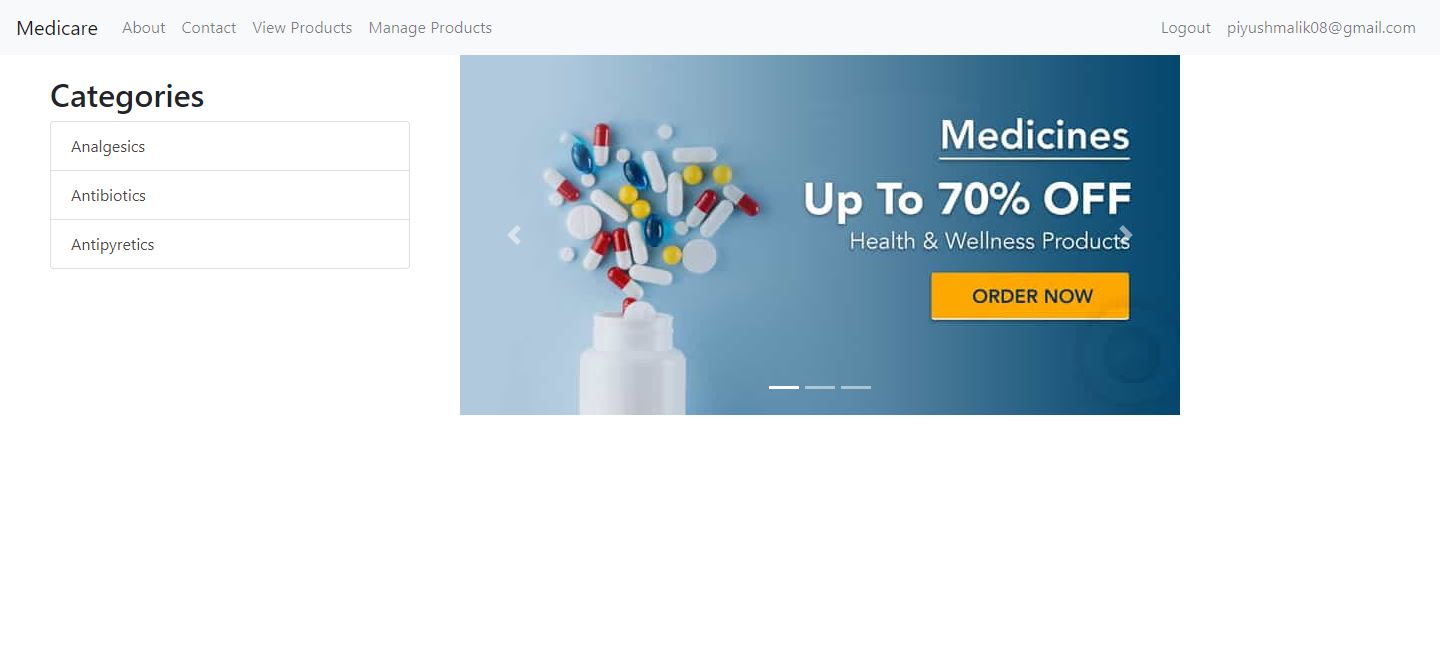 Medicare About Contact View Products Manage Products Logout piyushmalik08@gmail.com
Categories
Analgesics
Antibiotics
Antipyretics
Medicines
Up To 70% OFF
Health & Wellness Products
ORDER NOW